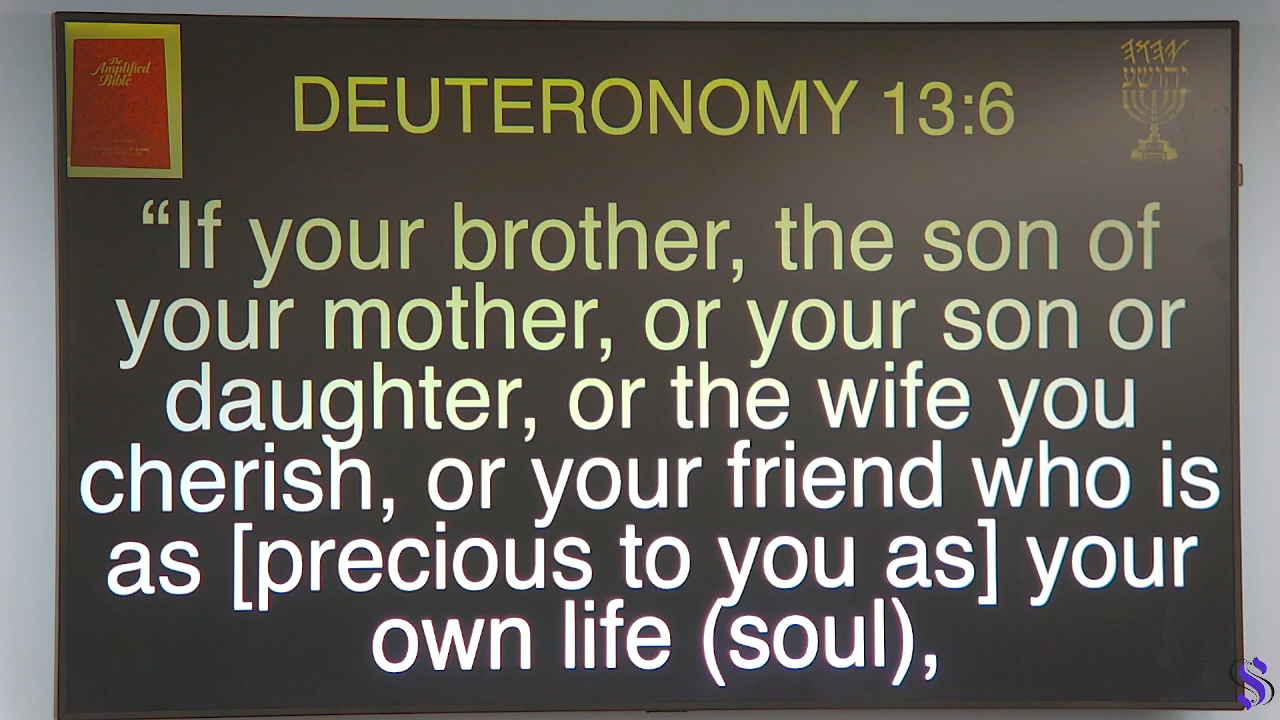 The
Amplified
Bible
DEUTERONOMY 13:6
𐤉𐤄𐤅𐤄
יהושע
“If your brother, the son of
your mother, or your son or
daughter, or the wife you
cherish, or your friend who is
as [precious to you as] your
own life (soul),